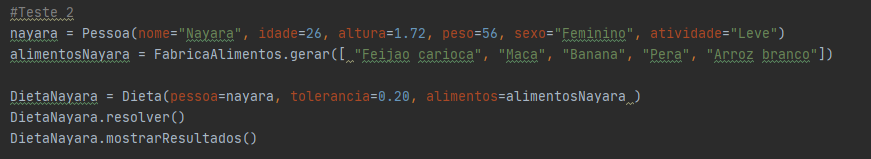 #Teste 2
nayara = Pessoa(nome="Nayara", idade=26, altura=1.72, peso=56, sexo="Feminino", atividade="Leve")
alimentosNayara = FabricaAlimentos.gerar([ "Feijao carioca", "Maca", "Banana", "Pera", "Arroz branco"])
DietaNayara = Dieta(pessoa=nayara, tolerancia=0.20, alimentos=alimentosNayara )
DietaNayara.resolver()
DietaNayara.mostrarResultados()